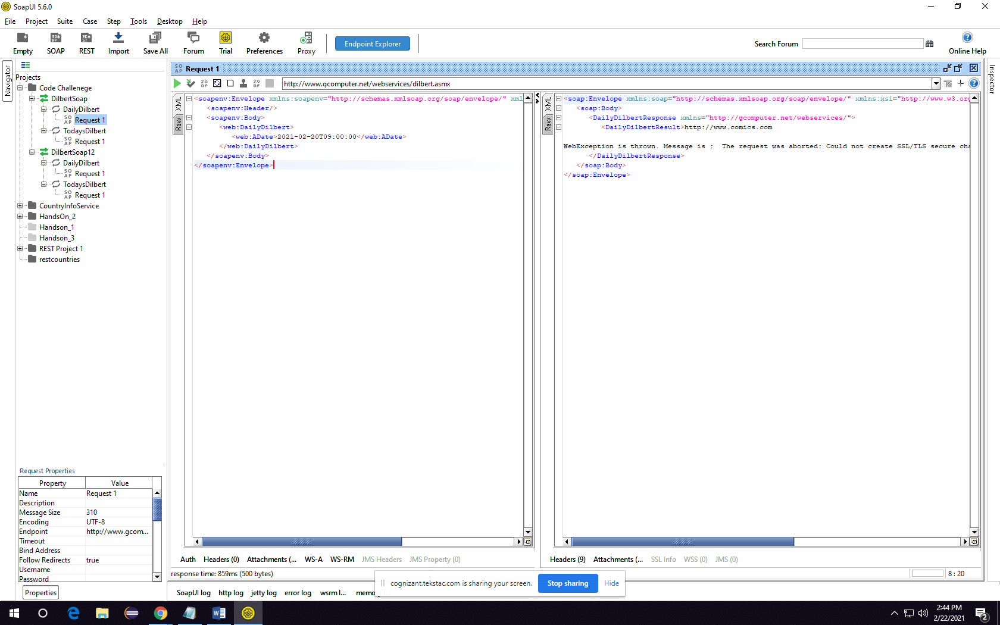 SoapUI 5.6.0
File Project Suite Case Step Tools Desktop Help
Empty SOAP REST Import Save All Forum Trial Preferences Proxy Endpoint Explorer Search Forum Online Help
Navigator
Projects
Code Challenege
DilbertSoap
DailyDilbert
Request 1
TodaysDilbert
Request 1
DilbertSoap12
DailyDilbert
Request 1
TodaysDilbert
Request 1
CountryInfoService
HandsOn_2
Handson_1
Handson_3
REST Project 1
restcountries
Request Properties
Property Value
Name Request 1
Description
Message Size 310
Encoding UTF-8
Endpoint http://www.gcom...
Timeout
Bind Address
Follow Redirects true
Username
Password
Properties
Request 1
http://www.gcomputer.net/webservices/dilbert.asmx
XML
Raw
<soapenv:Envelope xmlns:soapenv="http://schemas.xmlsoap.org/soap/envelope/" xml
<soapenv:Header/>
<soapenv:Body>
<web:DailyDilbert>
<web:ADate>2021-02-20T09:00:00</web:ADate>
</web:DailyDilbert>
</soapenv:Body>
</soapenv:Envelope>
XML
Raw
<soap:Envelope xmlns:soap="http://schemas.xmlsoap.org/soap/envelope/" xmlns:xsi="http://www.w3.org
<soap:Body>
<DailyDilbertResponse xmlns="http://gcomputer.net/webservices/">
<DailyDilbertResult>http://www.comics.com
WebException is thrown. Message is :  The request was aborted: Could not create SSL/TLS secure cha
</DailyDilbertResponse>
</soap:Body>
</soap:Envelope>
Inspector
Auth Headers (0) Attachments (... WS-A WS-RM JMS Headers JMS Property (0)
Headers (9) Attachments (... SSL Info WSS (0) JMS (0)
response time: 859ms (500 bytes)
8 : 20
cognizant.tekstac.com is sharing your screen. Stop sharing Hide
SoapUI log http log jetty log error log wsrm l... memory
2:44 PM
2/22/2021
2